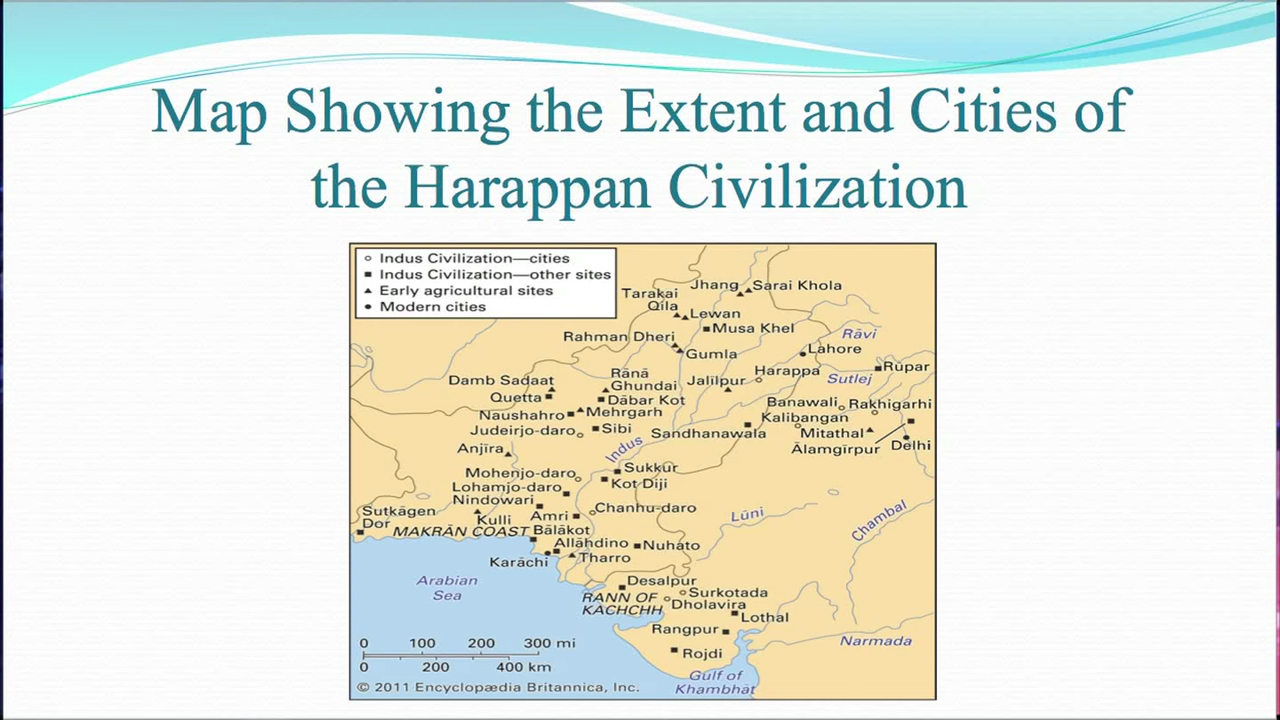 Map Showing the Extent and Cities of
the Harappan Civilization
Indus Civilization—cities
Indus Civilization—other sites
Early agricultural sites
Modern cities
Jhang
Sarai Khola
Tarakai
Qila
Lewan
Musa Khel
Rāvi
Rahman Dheri
Gumla
Lahore
Harappa
Rūpar
Sutlej
Damb Sadaat
Rānā
Ghundai
Jalīlpur
Quetta
Dābar Kot
Banawali
Rakhigarhi
Naushahro
Mehrgarh
Kalibangan
Judeirjo-daro
Sibi
Sandhanawala
Mitathal
Ālamgīrpur
Delhi
Anjīra
Indus
Mohenjo-daro
Sukkur
Kot Diji
Lohamjo-daro
Nindowari
Sutkāgen
Dor
Kulli
Amri
Chanhu-daro
Lūni
Chambal
MAKRĀN COAST
Bālākot
Allāhdino
Nuhato
Karāchi
Tharro
Arabian
Sea
Desalpur
RANN OF
KACHCHH
Surkotada
Dholavira
Lothal
Rangpur
Narmada
Rojdi
Gulf of
Khambhāt
0 100 200 300 mi
0 200 400 km
© 2011 Encyclopædia Britannica, Inc.